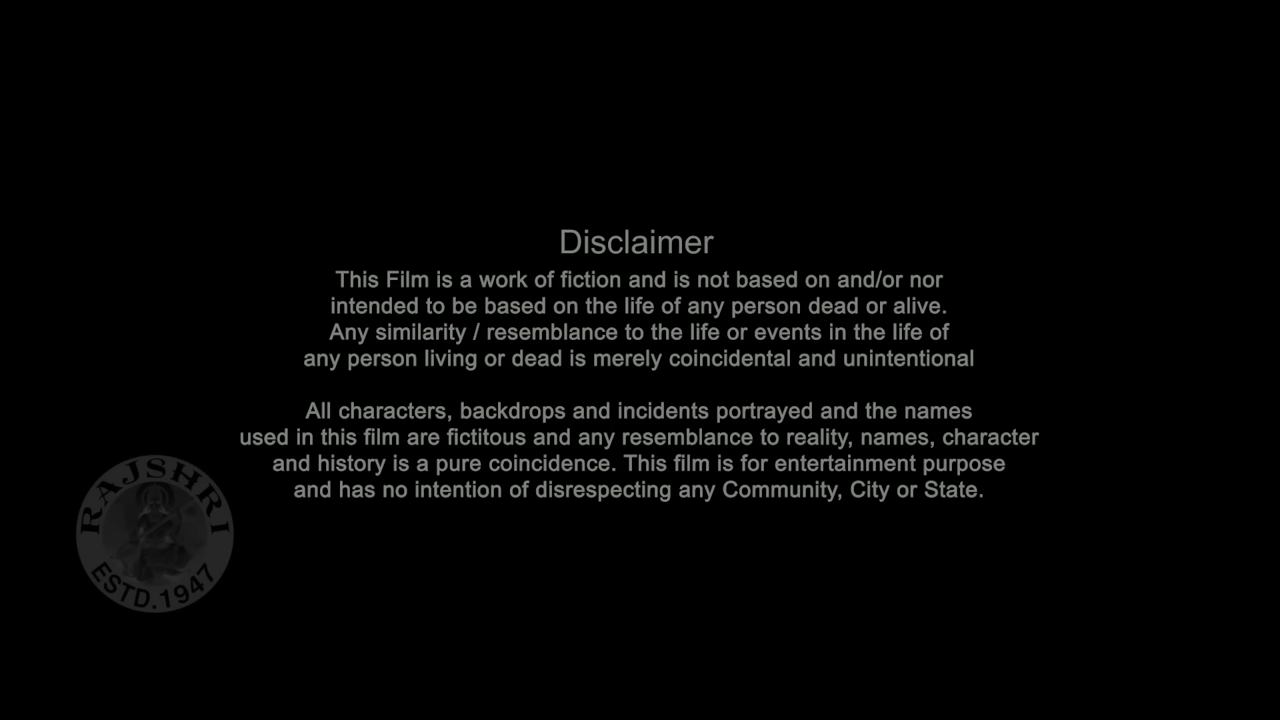 Disclaimer
This Film is a work of fiction and is not based on and/or nor
intended to be based on the life of any person dead or alive.
Any similarity / resemblance to the life or events in the life of
any person living or dead is merely coincidental and unintentional
All characters, backdrops and incidents portrayed and the names
used in this film are fictitous and any resemblance to reality, names, character
and history is a pure coincidence. This film is for entertainment purpose
and has no intention of disrespecting any Community, City or State.
RAJSHRI
ESTD.1947